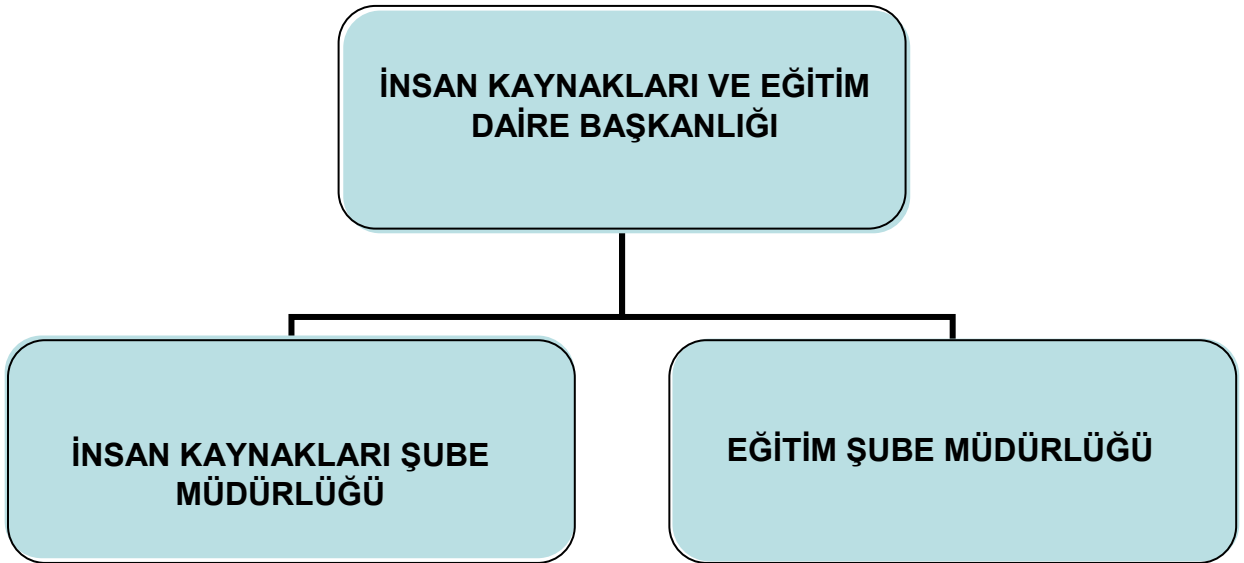 İNSAN KAYNAKLARI VE EĞİTİM
DAİRE BAŞKANLIĞI
İNSAN KAYNAKLARI ŞUBE
MÜDÜRLÜĞÜ
EĞİTİM ŞUBE MÜDÜRLÜĞÜ